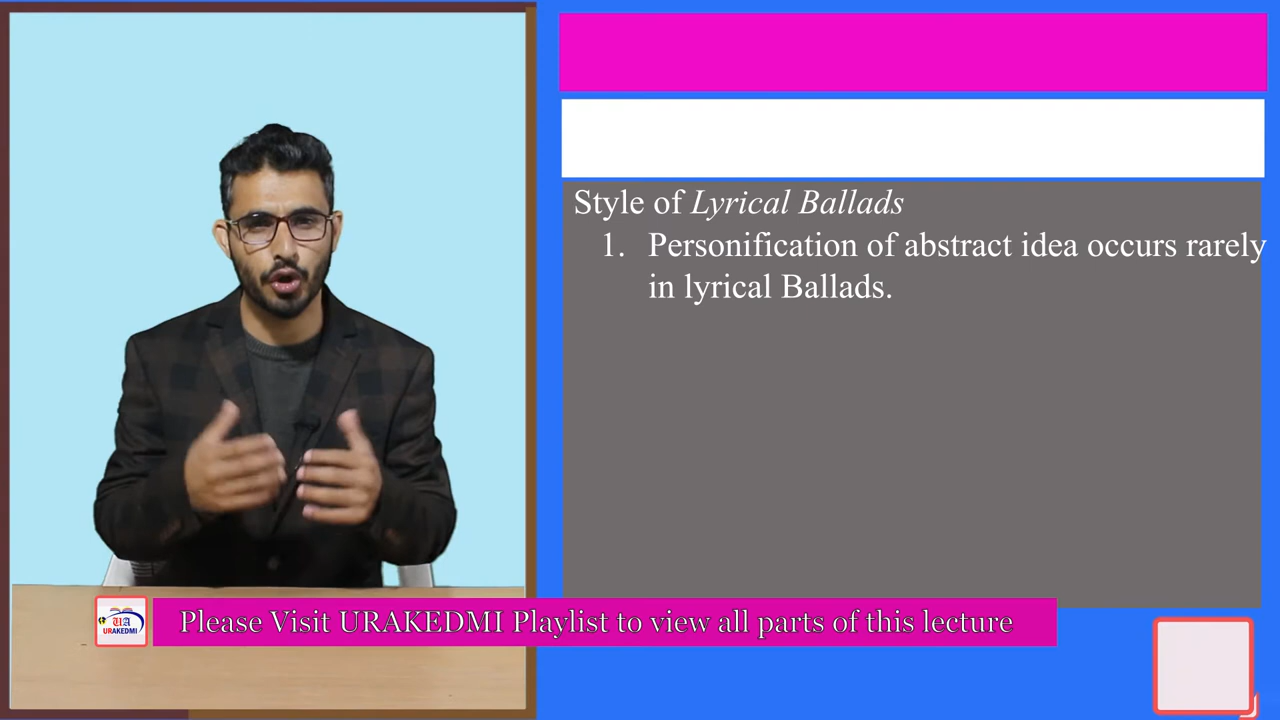 Style of Lyrical Ballads
1. Personification of abstract idea occurs rarely
in lyrical Ballads.
Please Visit URAKEDMI Playlist to view all parts of this lecture
UA
URAKEDMI